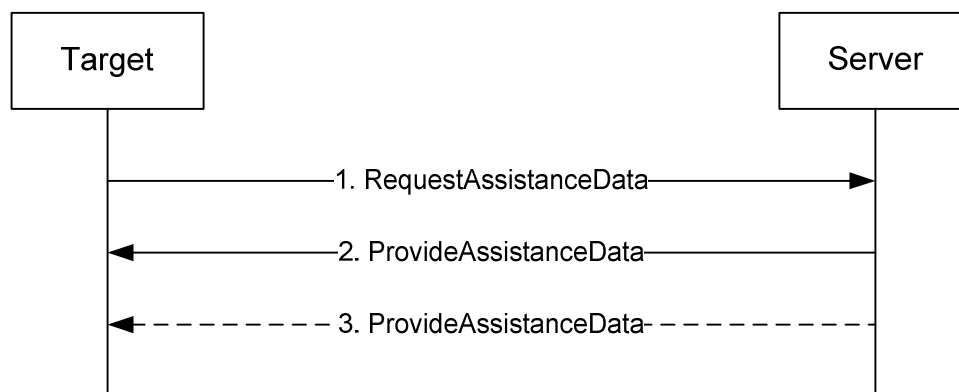 Target
Server
1. RequestAssistanceData
2. ProvideAssistanceData
3. ProvideAssistanceData